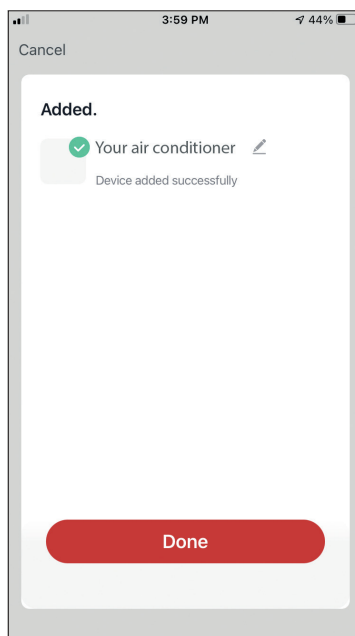 3:59 PM
44%
Cancel
Added.
Your air conditioner
Device added successfully
Done